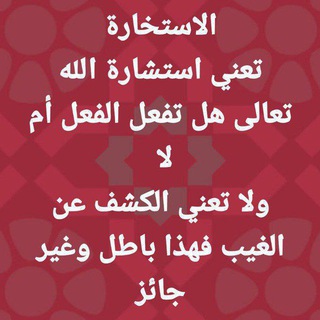 الاستخارة
تعني استشارة الله
تعالى هل تفعل الفعل أم
لا
ولا تعني الكشف عن
الغيب فهذا باطل وغير
جائز